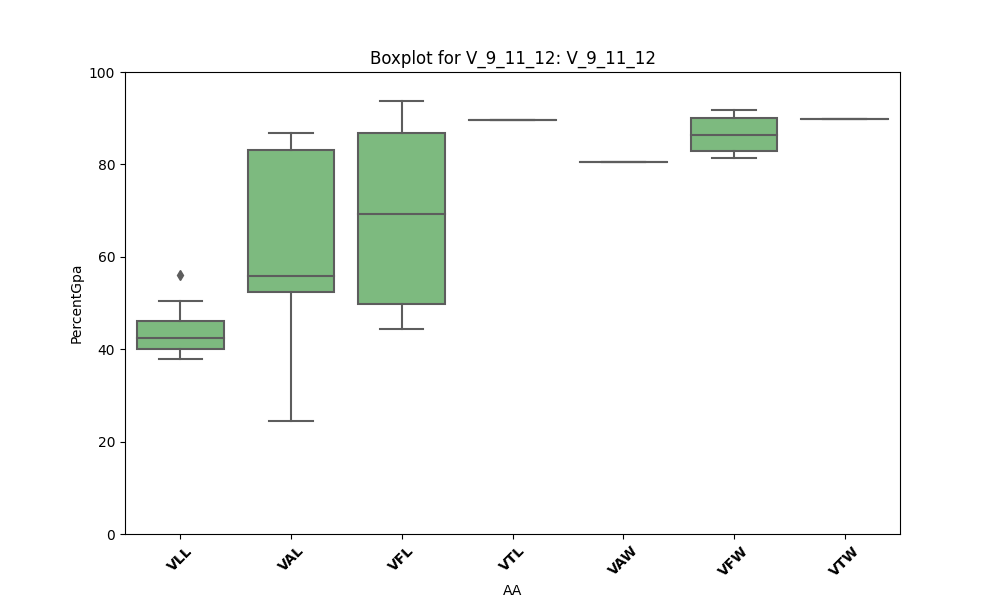 Boxplot for V_9_11_12: V_9_11_12
100
80
60
40
20
0
PercentGpa
VLL
VAL
VFL
VTL
VAW
VFW
VTW
AA